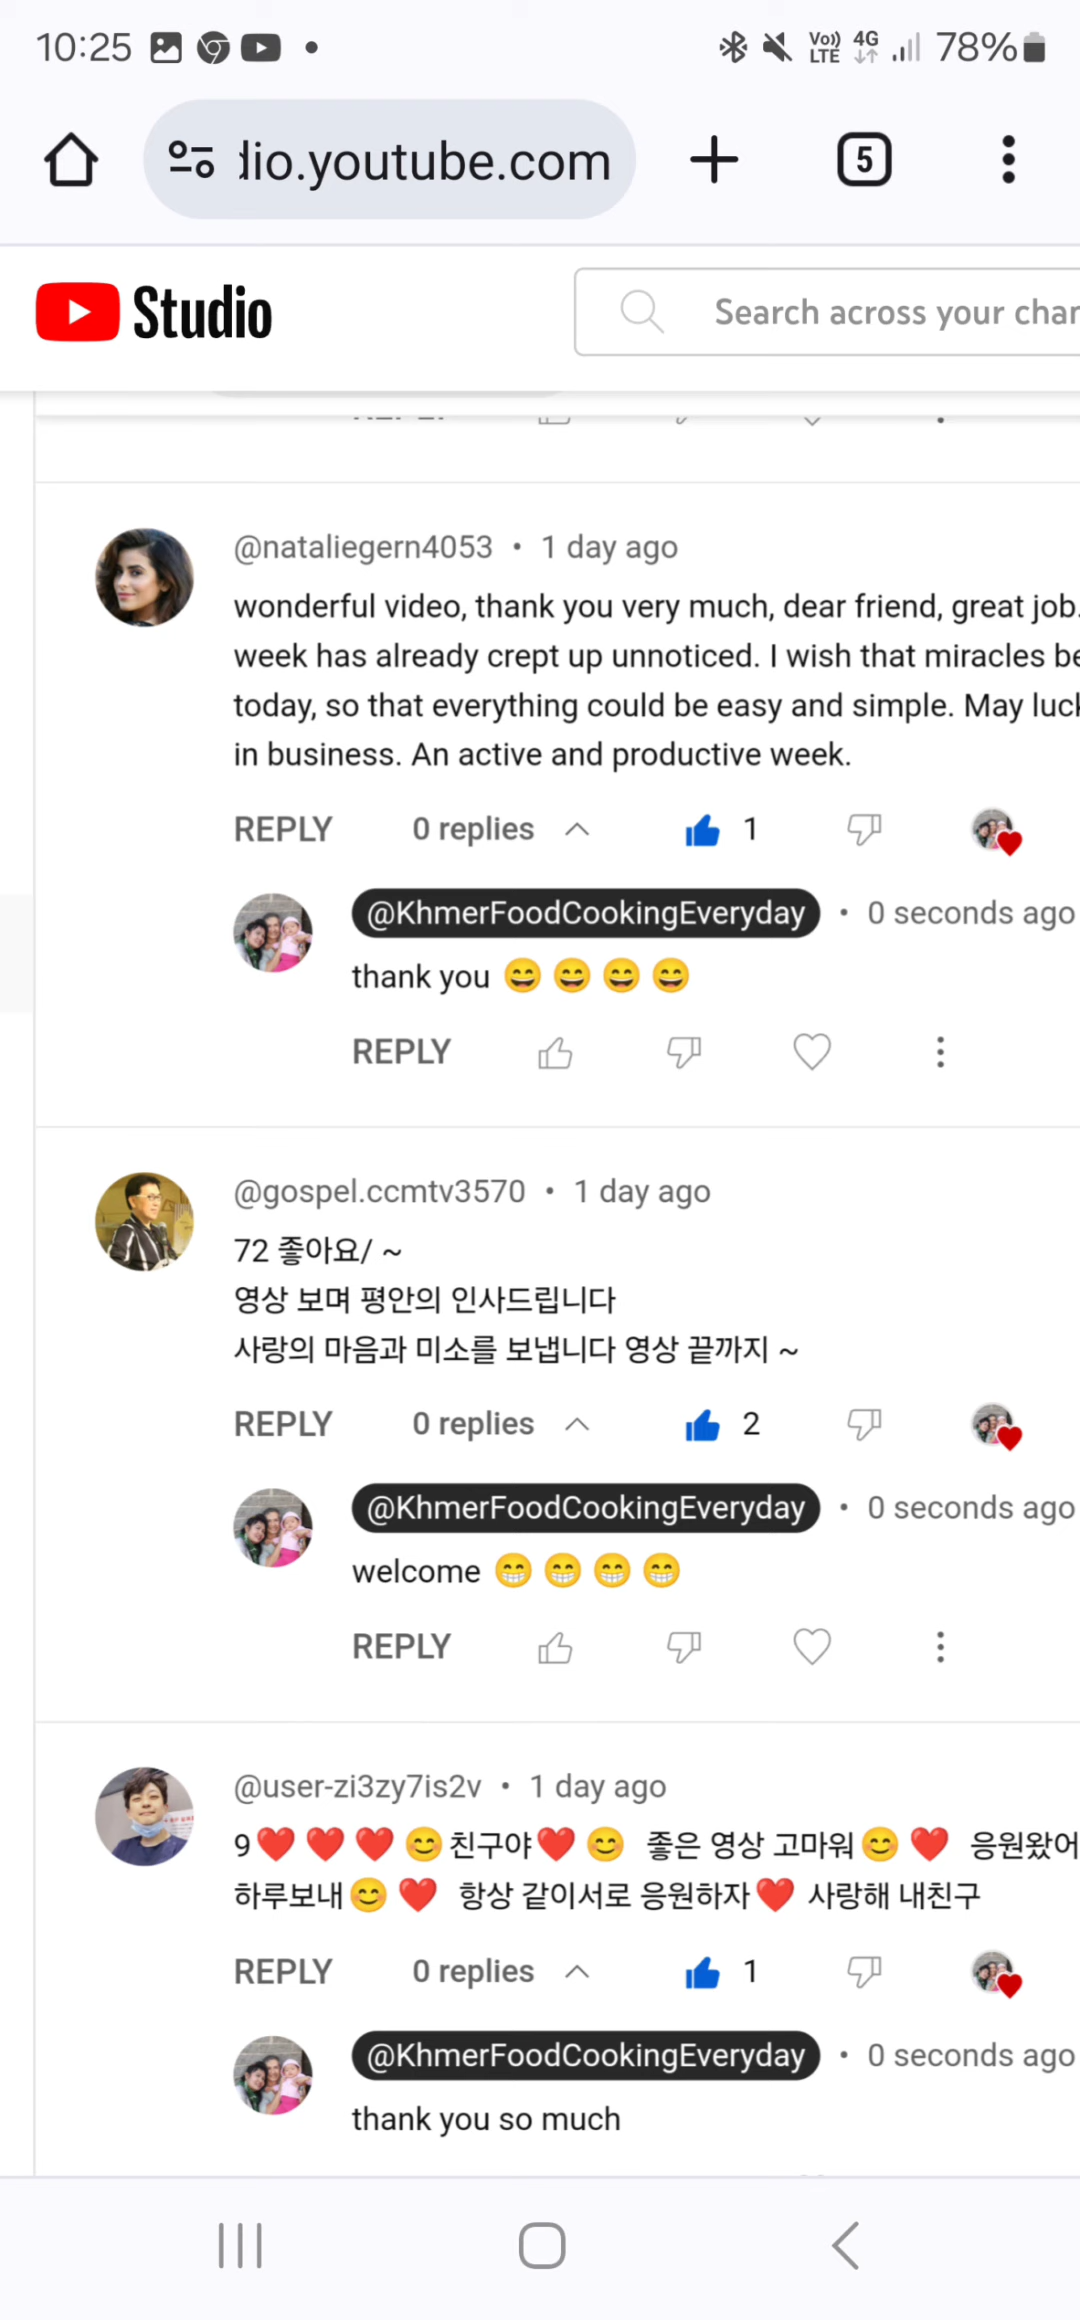 10:25
Vo)) LTE 4G 78%
dio.youtube.com
5
Studio
Search across your
@nataliegern4053 • 1 day ago
wonderful video, thank you very much, dear friend, great job.
week has already crept up unnoticed. I wish that miracles
today, so that everything could be easy and simple. May
in business. An active and productive week.
REPLY 0 replies 1
@KhmerFoodCookingEveryday • 0 seconds ago
thank you 😄 😄 😄 😄
REPLY
@gospel.ccmtv3570 • 1 day ago
72 좋아요/ ~
영상 보며 평안의 인사드립니다
사랑의 마음과 미소를 보냅니다 영상 끝까지 ~
REPLY 0 replies 2
@KhmerFoodCookingEveryday • 0 seconds ago
welcome 😁 😁 😁 😁
REPLY
@user-zi3zy7is2v • 1 day ago
9❤️ ❤️ ❤️ 😊 친구야❤️ 😊 좋은 영상 고마워😊 ❤️ 응원왔어
하루보내😊 ❤️ 항상 같이서로 응원하자❤️ 사랑해 내친구
REPLY 0 replies 1
@KhmerFoodCookingEveryday • 0 seconds ago
thank you so much